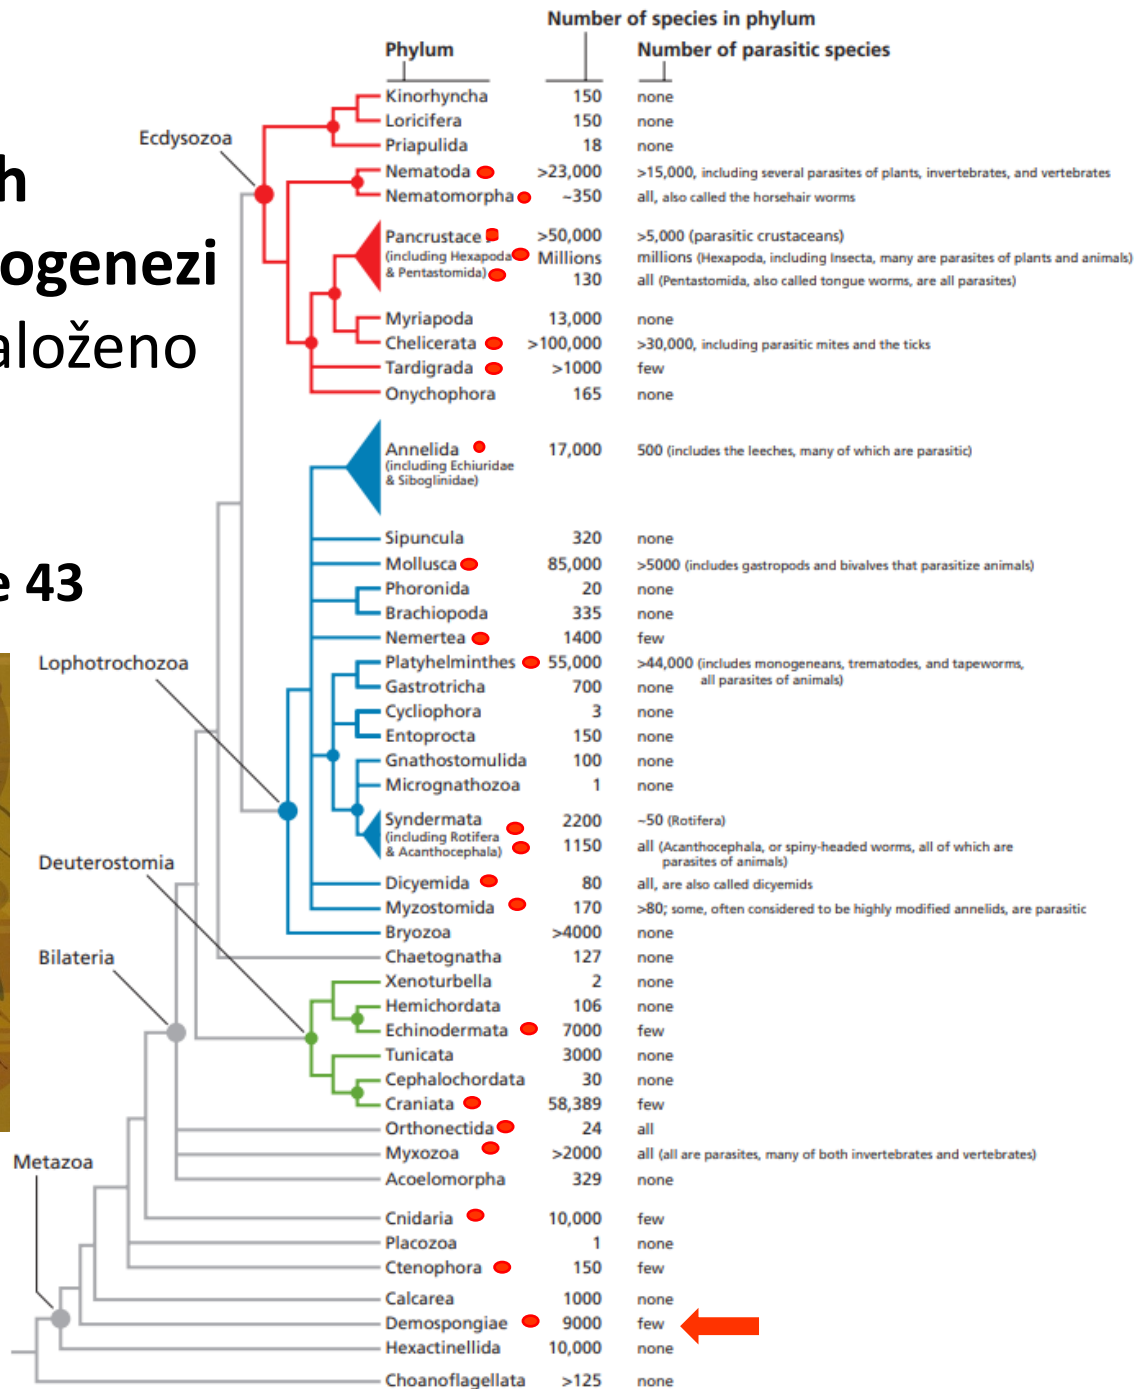 h
ogenezi
aloženo
e 43
Number of species in phylum
Phylum Number of parasitic species
Kinorhyncha 150 none
Loricifera 150 none
Ecdysozoa
Priapulida 18 none
Nematoda >23,000 >15,000, including several parasites of plants, invertebrates, and vertebrates
Nematomorpha ~350 all, also called the horsehair worms
Pancrustace >50,000 >5,000 (parasitic crustaceans)
(including Hexapoda Millions millions (Hexapoda, including Insecta, many are parasites of plants and animals)
& Pentastomida) 130 all (Pentastomida, also called tongue worms, are all parasites)
Myriapoda 13,000 none
Chelicerata >100,000 >30,000, including parasitic mites and the ticks
Tardigrada >1000 few
Onychophora 165 none
Annelida 17,000 500 (includes the leeches, many of which are parasitic)
(including Echiuridae
& Siboglinidae)
Sipuncula 320 none
Mollusca 85,000 >5000 (includes gastropods and bivalves that parasitize animals)
Phoronida 20 none
Brachiopoda 335 none
Nemertea 1400 few
Lophotrochozoa
Platyhelminthes 55,000 >44,000 (includes monogeneans, trematodes, and tapeworms,
all parasites of animals)
Gastrotricha 700 none
Cycliophora 3 none
Entoprocta 150 none
Gnathostomulida 100 none
Micrognathozoa 1 none
Syndermata 2200 ~50 (Rotifera)
(including Rotifera
& Acanthocephala) 1150 all (Acanthocephala, or spiny-headed worms, all of which are
parasites of animals)
Deuterostomia
Dicyemida 80 all, are also called dicyemids
Myzostomida 170 >80; some, often considered to be highly modified annelids, are parasitic
Bryozoa >4000 none
Bilateria
Chaetognatha 127 none
Xenoturbella 2 none
Hemichordata 106 none
Echinodermata 7000 few
Tunicata 3000 none
Cephalochordata 30 none
Craniata 58,389 few
Orthonectida 24 all
Myxozoa >2000 all (all are parasites, many of both invertebrates and vertebrates)
Metazoa
Acoelomorpha 329 none
Cnidaria 10,000 few
Placozoa 1 none
Ctenophora 150 few
Calcarea 1000 none
Demospongiae 9000 few
Hexactinellida 10,000 none
Choanoflagellata >125 none